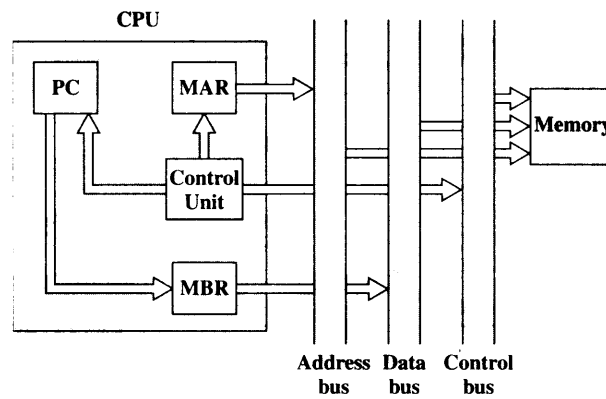 CPU
PC
MAR
Memory
Control
Unit
MBR
Address
bus
Data
bus
Control
bus